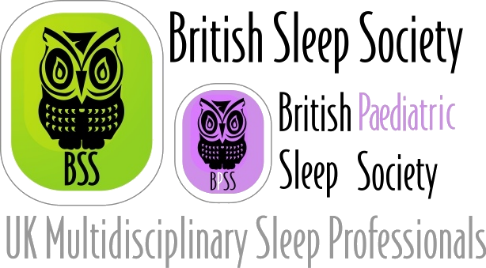 British Sleep Society
BSS
British Paediatric
Sleep Society
BPSS
UK Multidisciplinary Sleep Professionals